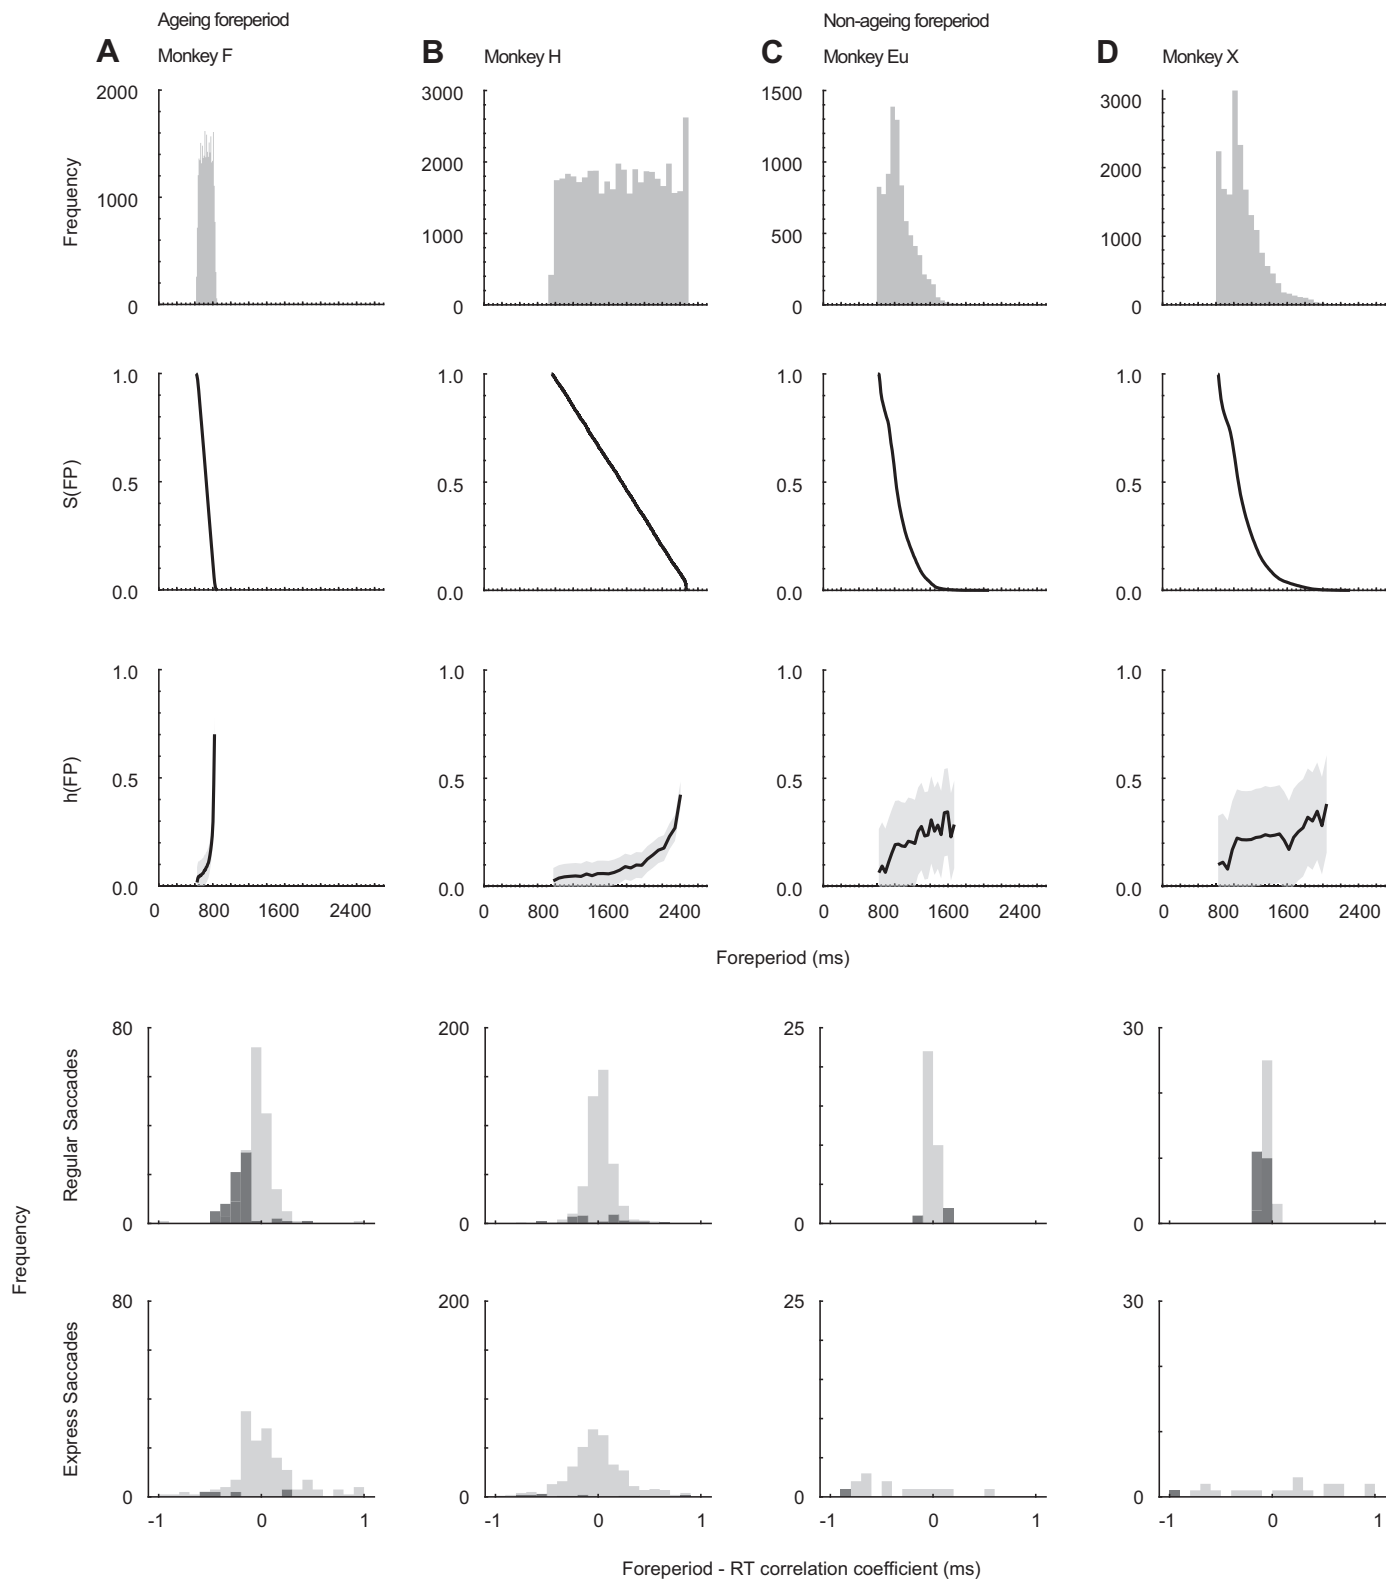 Ageing foreperiod
Non-ageing foreperiod
A Monkey F
B Monkey H
C Monkey Eu
D Monkey X
Frequency
2000
1000
0
3000
2000
1000
0
1500
1000
500
0
3000
2000
1000
0
S(FP)
1.0
0.5
0.0
1.0
0.5
0.0
1.0
0.5
0.0
1.0
0.5
0.0
h(FP)
1.0
0.5
0.0
1.0
0.5
0.0
1.0
0.5
0.0
1.0
0.5
0.0
0 800 1600 2400
0 800 1600 2400
0 800 1600 2400
0 800 1600 2400
Foreperiod (ms)
Frequency
Regular Saccades
80
0
200
0
25
0
30
0
Express Saccades
80
0
200
0
25
0
30
0
-1 0 1
-1 0 1
-1 0 1
-1 0 1
Foreperiod - RT correlation coefficient (ms)